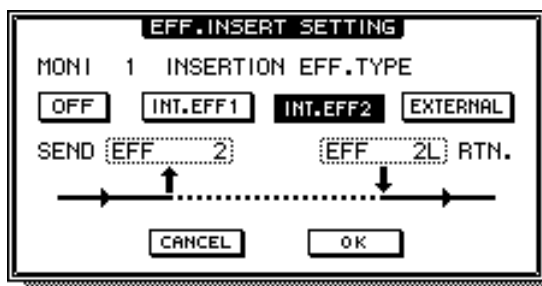 EFF.INSERT SETTING
MONI 1 INSERTION EFF.TYPE
OFF INT.EFF1 INT.EFF2 EXTERNAL
SEND EFF 2 EFF 2L RTN.
CANCEL OK